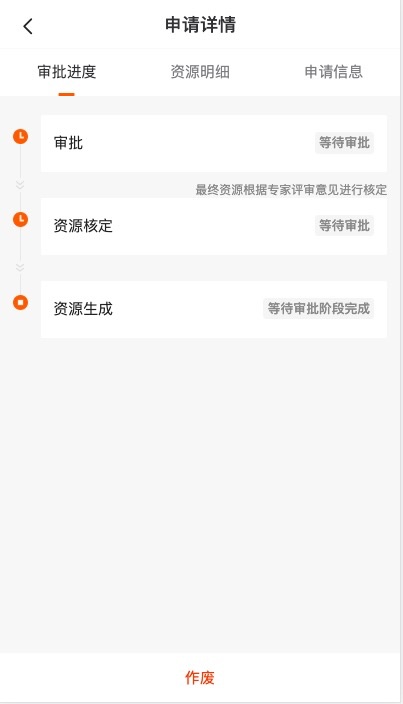 申请详情
审批进度 资源明细 申请信息
审批 等待审批
最终资源根据专家评审意见进行核定
资源核定 等待审批
资源生成 等待审批阶段完成
作废